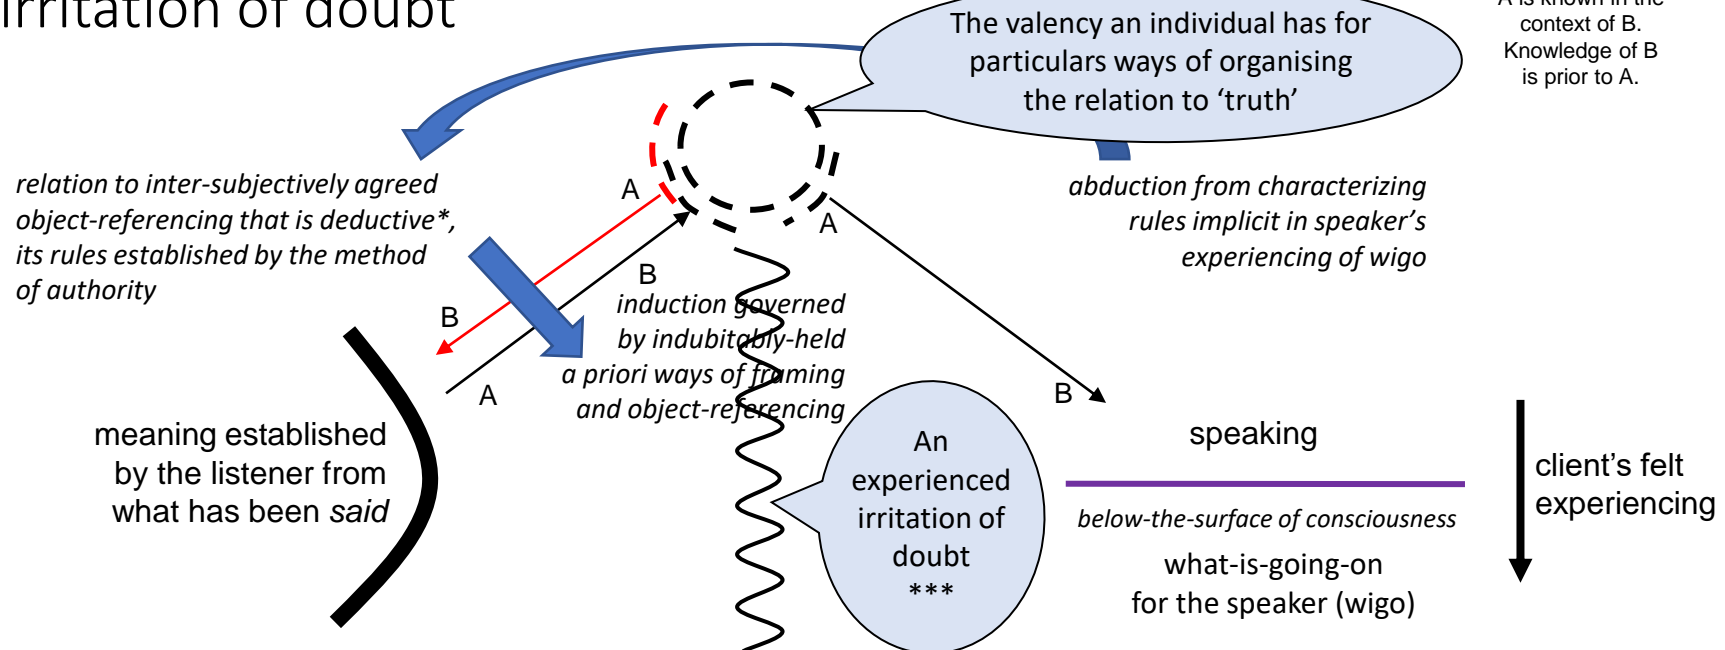 irritation of doubt
The valency an individual has for
particulars ways of organising
the relation to ‘truth’
A is known in the
context of B.
Knowledge of B
is prior to A.
relation to inter-subjectively agreed
object-referencing that is deductive*,
its rules established by the method
of authority
A
A
abduction from characterizing
rules implicit in speaker’s
experiencing of wigo
B
B
induction governed
by indubitably-held
a priori ways of framing
and object-referencing
A
B
meaning established
by the listener from
what has been said
An
experienced
irritation of
doubt
***
speaking
below-the-surface of consciousness
what-is-going-on
for the speaker (wigo)
client’s felt
experiencing